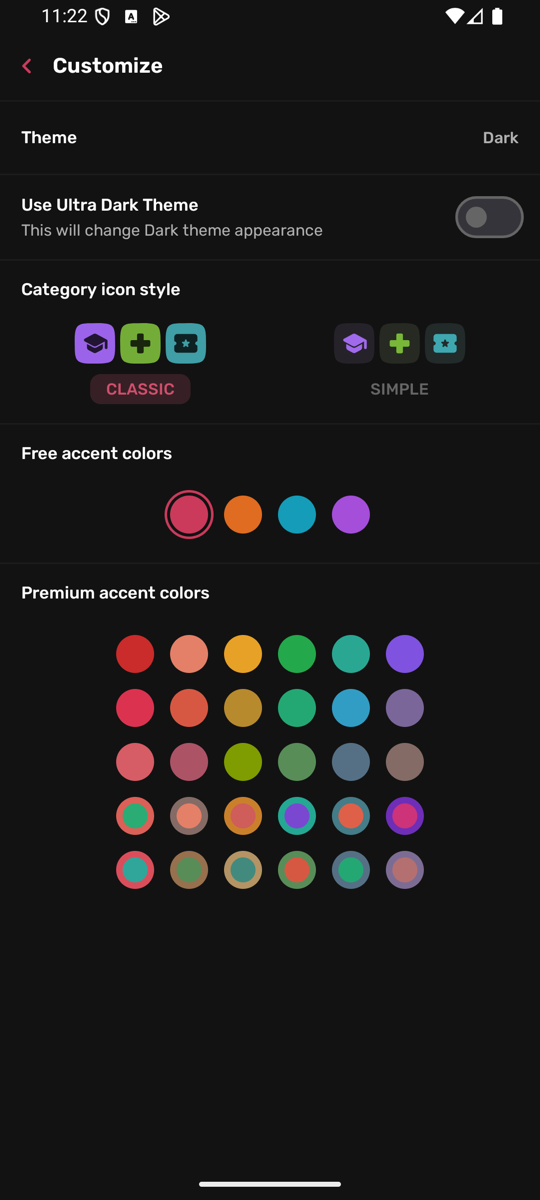 11:22
Customize
Theme
Dark
Use Ultra Dark Theme
This will change Dark theme appearance
Category icon style
CLASSIC
SIMPLE
Free accent colors
Premium accent colors